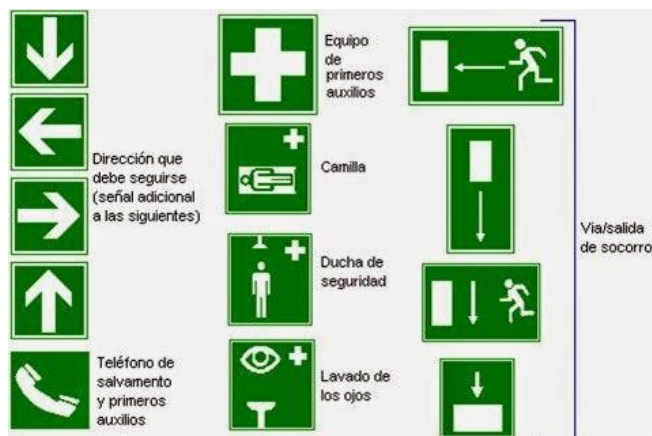 Dirección que
debe seguirse
(señal adicional
a las siguientes)
Teléfono de
salvamento
y primeros
auxilios
Equipo
de
primeros
auxilios
Camilla
Ducha de
seguridad
Lavado de
los ojos
Via/salida
de socorro